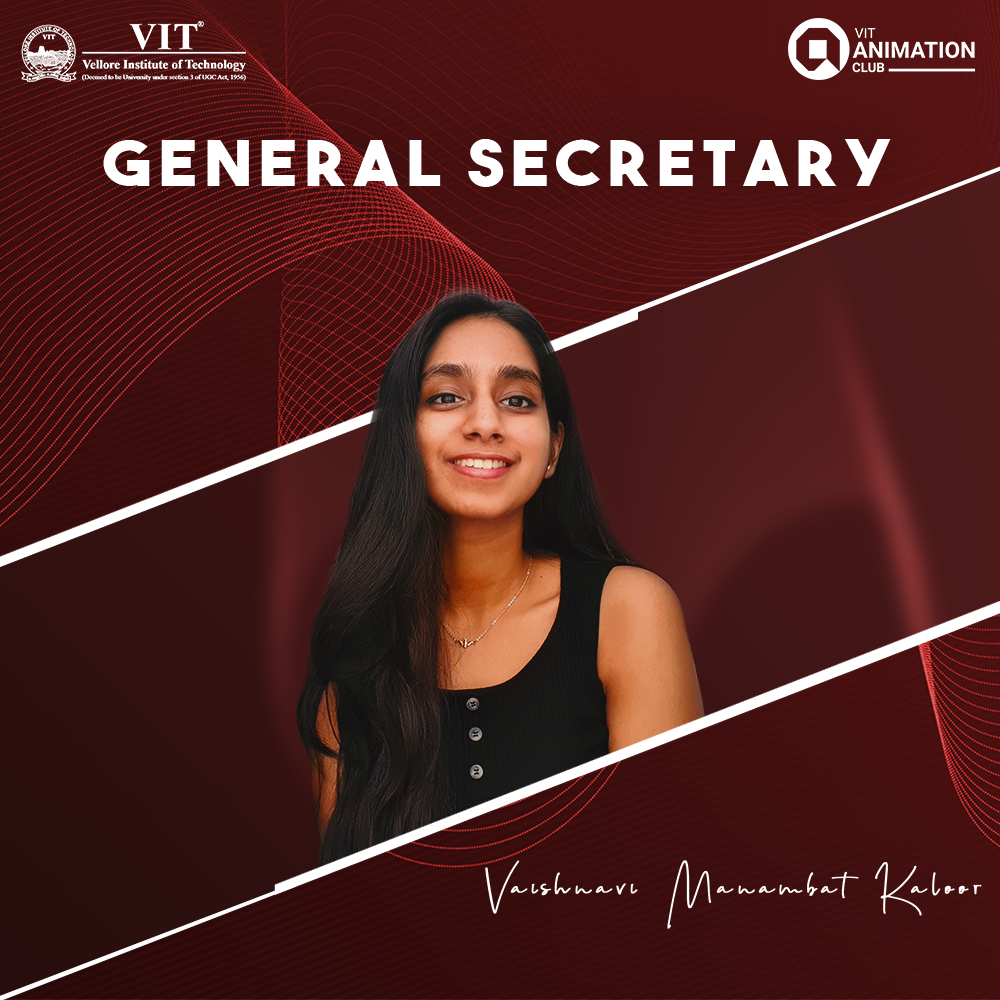 VIT®
Vellore Institute of Technology
(Deemed to be University under section 3 of UGC Act, 1956)
VIT
ANIMATION
CLUB
GENERAL SECRETARY
Vaishnavi Manambat Kaloor